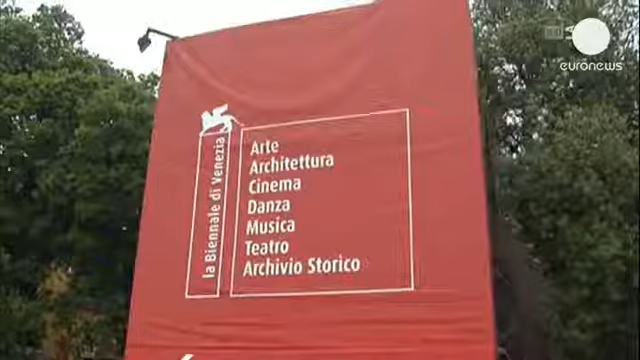 euronews
la Biennale di Venezia
Arte
Architettura
Cinema
Danza
Musica
Teatro
Archivio Storico